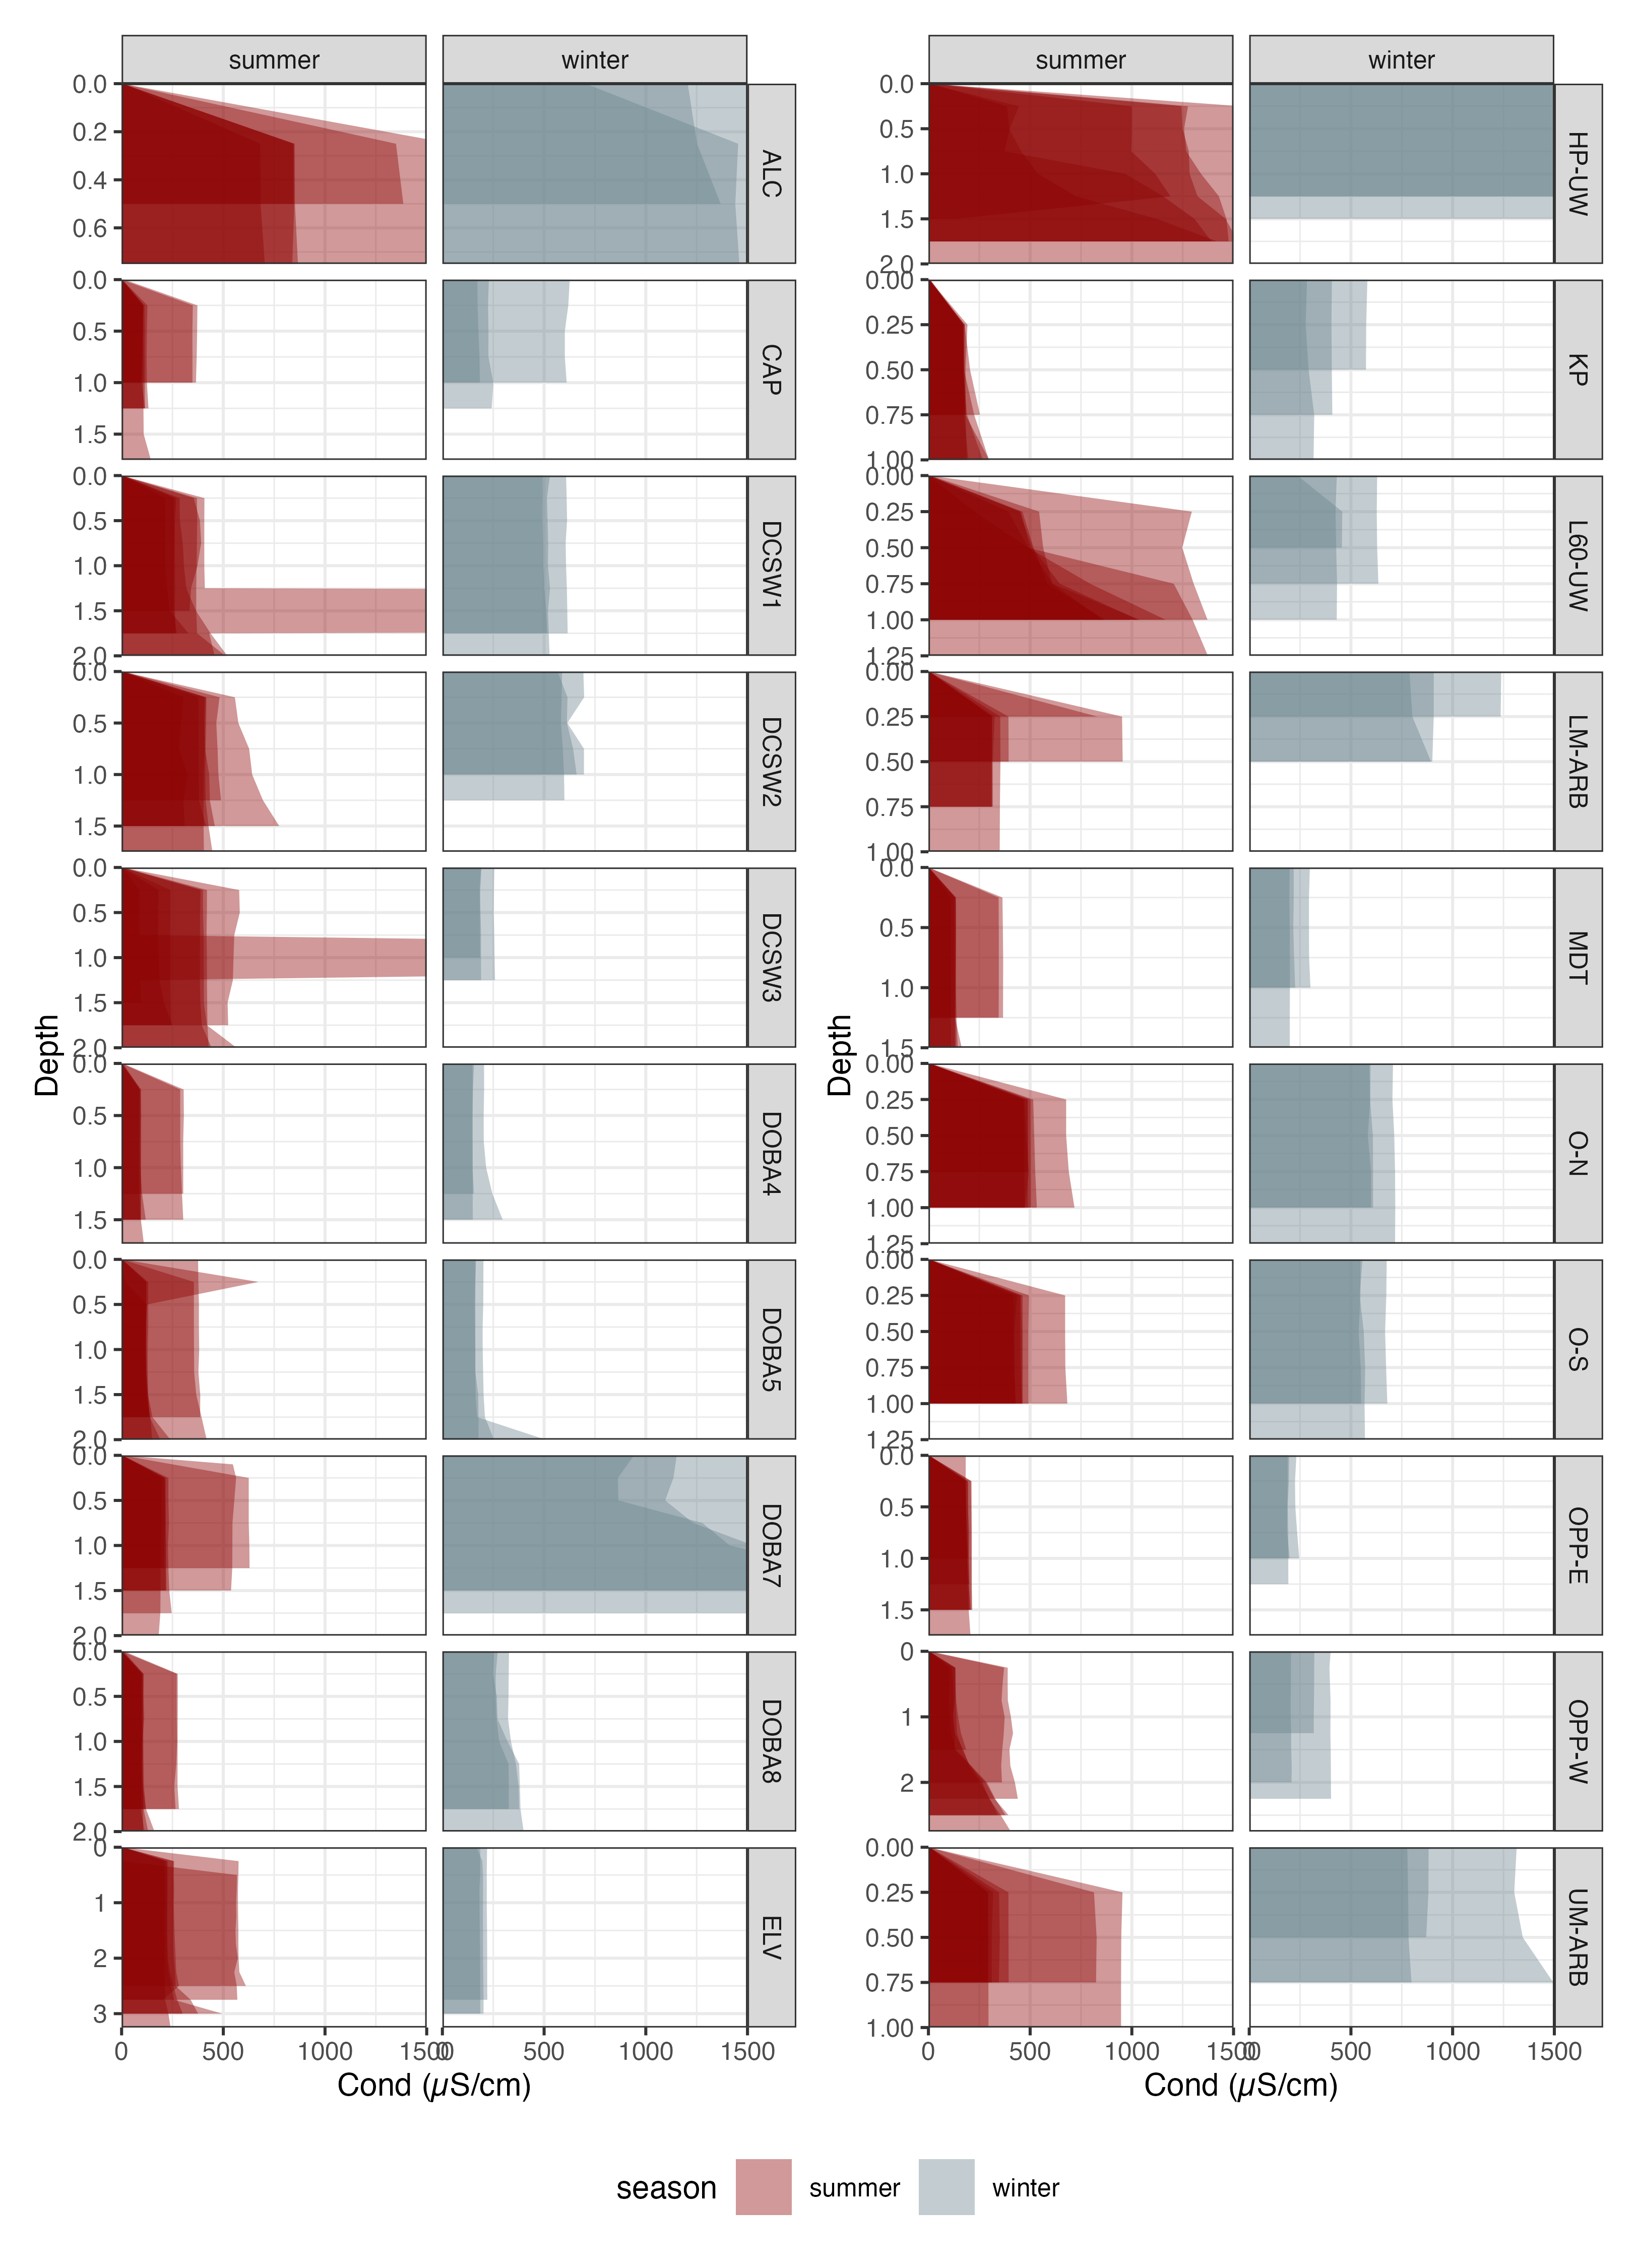 summer winter summer winter
0.0 0.2 0.4 0.6 ALC 0.0 0.5 1.0 1.5 2.0 HP-UW
0.0 0.5 1.0 1.5 CAP 0.00 0.25 0.50 0.75 1.00 KP
0.0 0.5 1.0 1.5 2.0 DCSW1 0.00 0.25 0.50 0.75 1.00 1.25 L60-UW
0.0 0.5 1.0 1.5 DCSW2 0.00 0.25 0.50 0.75 1.00 LM-ARB
0.0 0.5 1.0 1.5 2.0 DCSW3 0.0 0.5 1.0 1.5 MDT
Depth Depth
0.0 0.5 1.0 1.5 DOBA4 0.00 0.25 0.50 0.75 1.00 1.25 O-N
0.0 0.5 1.0 1.5 2.0 DOBA5 0.00 0.25 0.50 0.75 1.00 1.25 O-S
0.0 0.5 1.0 1.5 2.0 DOBA7 0.0 0.5 1.0 1.5 OPP-E
0.0 0.5 1.0 1.5 2.0 DOBA8 0 1 2 OPP-W
0 1 2 3 ELV 0.00 0.25 0.50 0.75 1.00 UM-ARB
0 500 1000 1500 0 500 1000 1500 0 500 1000 1500 0 500 1000 1500
Cond (µS/cm) Cond (µS/cm)
season summer winter